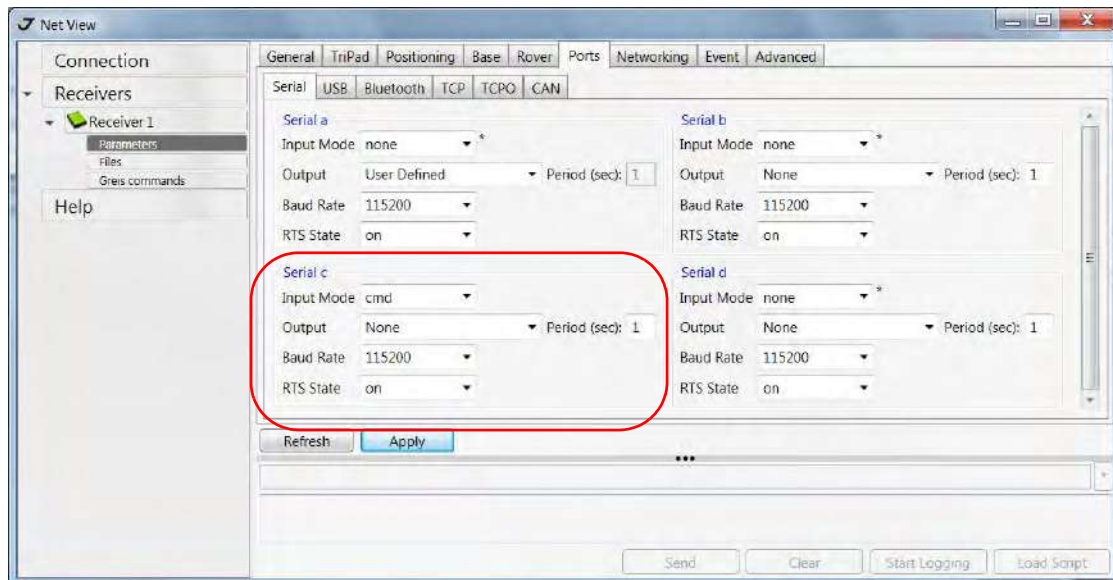 Net View
Connection
Receivers
Receiver 1
Parameters
Files
Greis commands
Help
General TriPad Positioning Base Rover Ports Networking Event Advanced
Serial USB Bluetooth TCP TCPO CAN
Serial a
Input Mode none *
Output User Defined Period (sec): 1
Baud Rate 115200
RTS State on
Serial b
Input Mode none *
Output None Period (sec): 1
Baud Rate 115200
RTS State on
Serial c
Input Mode cmd
Output None Period (sec): 1
Baud Rate 115200
RTS State on
Serial d
Input Mode none *
Output None Period (sec): 1
Baud Rate 115200
RTS State on
Refresh Apply
Send Clear Start Logging Load Script